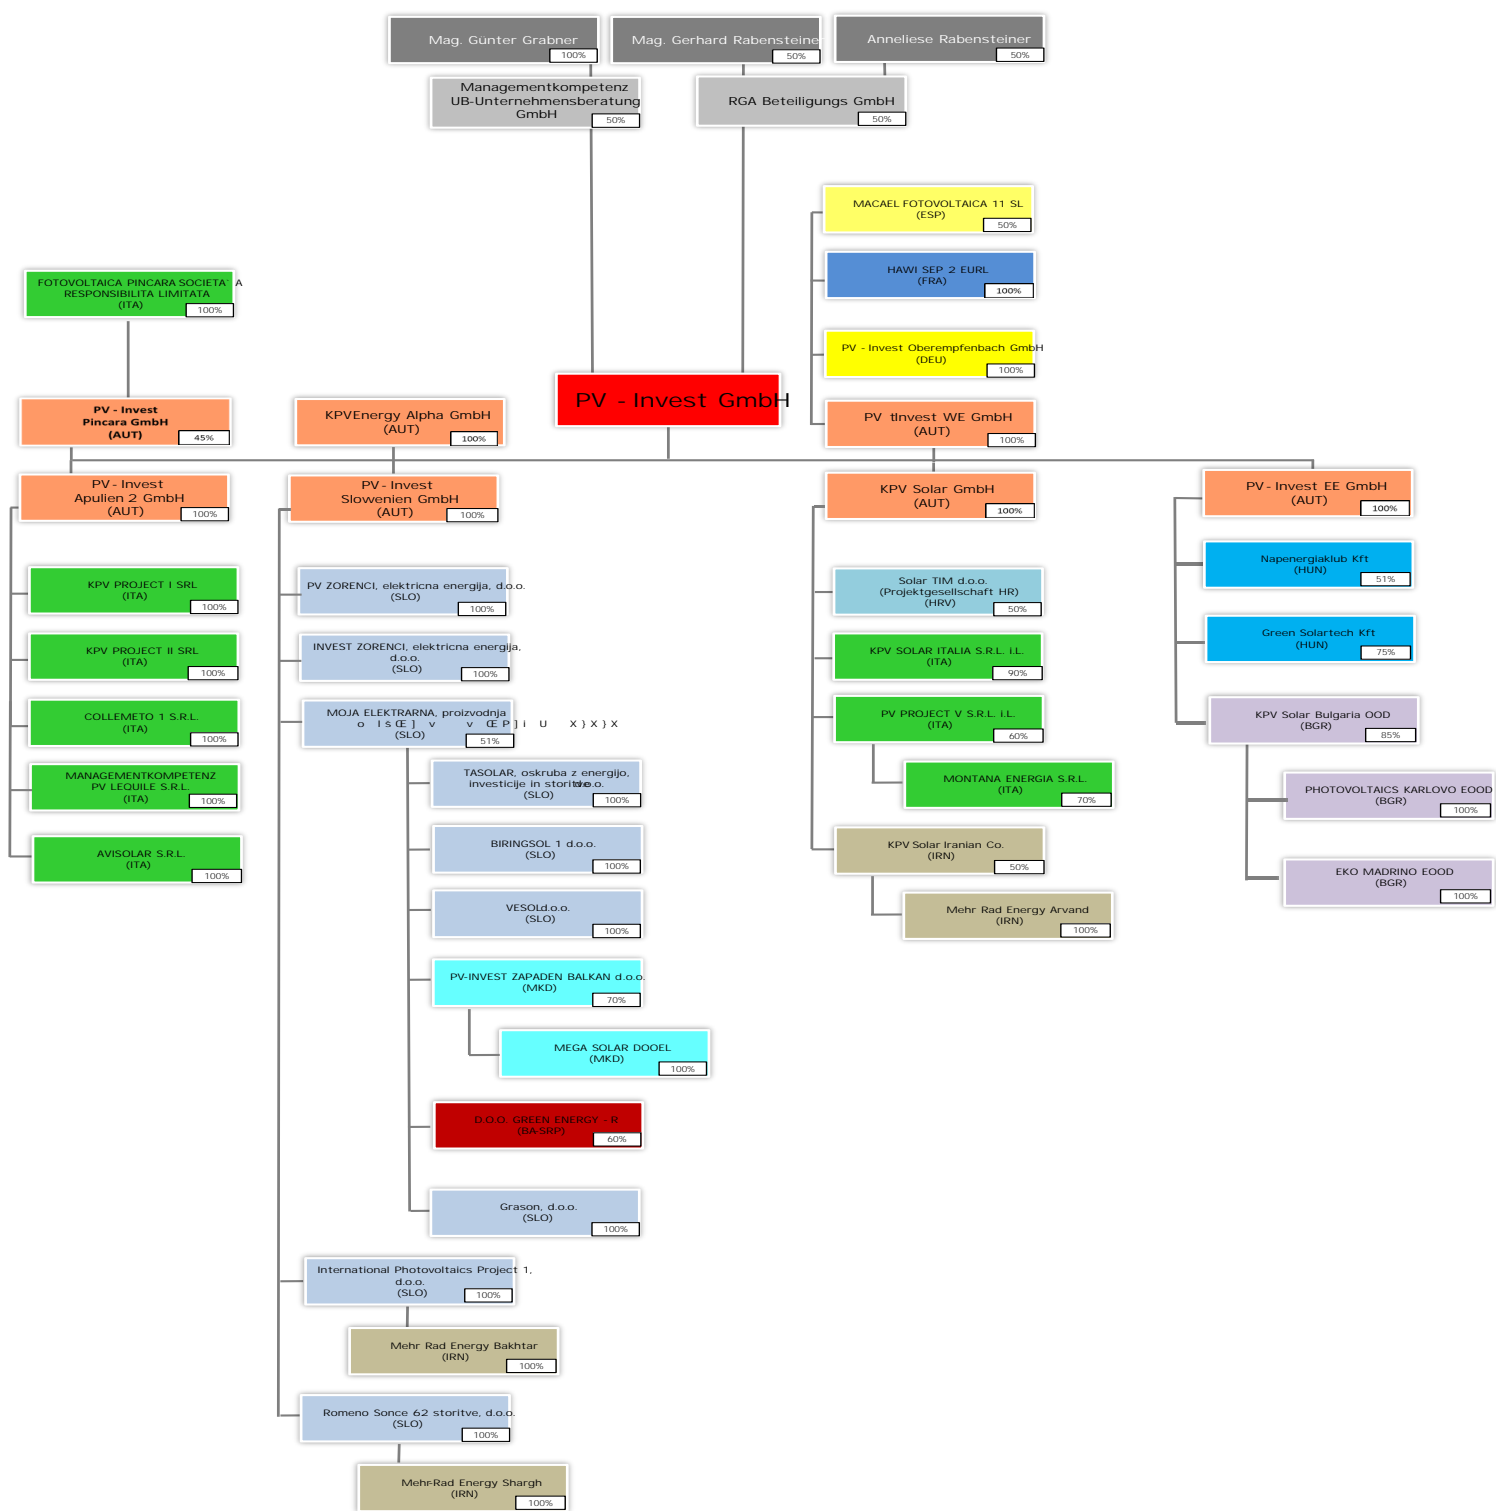 Mag. Günter Grabner
100%
Mag. Gerhard Rabensteine
50%
Anneliese Rabensteiner
50%
Managementkompetenz
UB-Unternehmensberatung
GmbH
50%
RGA Beteiligungs GmbH
50%
MACAEL FOTOVOLTAICA 11 SL
(ESP)
50%
HAWI SEP 2 EURL
(FRA)
100%
FOTOVOLTAICA PINCARA SOCIETA` A
RESPONSIBILITA LIMITATA
(ITA)
100%
PV - Invest Oberempfenbach GmbH
(DEU)
100%
PV - Invest GmbH
PV - Invest
Pincara GmbH
(AUT)
45%
KPVEnergy Alpha GmbH
(AUT)
100%
PV tInvest WE GmbH
(AUT)
100%
PV - Invest
Apulien 2 GmbH
(AUT)
100%
PV - Invest
Slowenien GmbH
(AUT)
100%
KPV Solar GmbH
(AUT)
100%
PV - Invest EE GmbH
(AUT)
100%
KPV PROJECT I SRL
(ITA)
100%
KPV PROJECT II SRL
(ITA)
100%
COLLEMETO 1 S.R.L.
(ITA)
100%
MANAGEMENTKOMPETENZ
PV LEQUILE S.R.L.
(ITA)
100%
AVISOLAR S.R.L.
(ITA)
100%
PV ZORENCI, elektricna energija, d.o.o.
(SLO)
100%
INVEST ZORENCI, elektricna energija,
d.o.o.
(SLO)
100%
MOJA ELEKTRARNA, proizvodnja
o I š Œ ] v v Œ P ] i U X } X } X
(SLO)
51%
TASOLAR, oskruba z energijo,
investicije in storitve d.o.o.
(SLO)
100%
BIRINGSOL 1 d.o.o.
(SLO)
100%
VESOL d.o.o.
(SLO)
100%
PV-INVEST ZAPADEN BALKAN d.o.o.
(MKD)
70%
MEGA SOLAR DOOEL
(MKD)
100%
D.O.O. GREEN ENERGY - R
(BA-SRP)
60%
Grason, d.o.o.
(SLO)
100%
International Photovoltaics Project 1,
d.o.o.
(SLO)
100%
Mehr Rad Energy Bakhtar
(IRN)
100%
Romeno Sonce 62 storitve, d.o.o.
(SLO)
100%
Mehr-Rad Energy Shargh
(IRN)
100%
Solar TIM d.o.o.
(Projektgesellschaft HR)
(HRV)
50%
KPV SOLAR ITALIA S.R.L. i.L.
(ITA)
90%
PV PROJECT V S.R.L. i.L.
(ITA)
60%
MONTANA ENERGIA S.R.L.
(ITA)
70%
KPV Solar Iranian Co.
(IRN)
50%
Mehr Rad Energy Arvand
(IRN)
100%
Napenergiaklub Kft
(HUN)
51%
Green Solartech Kft
(HUN)
75%
KPV Solar Bulgaria OOD
(BGR)
85%
PHOTOVOLTAICS KARLOVO EOOD
(BGR)
100%
EKO MADRINO EOOD
(BGR)
100%